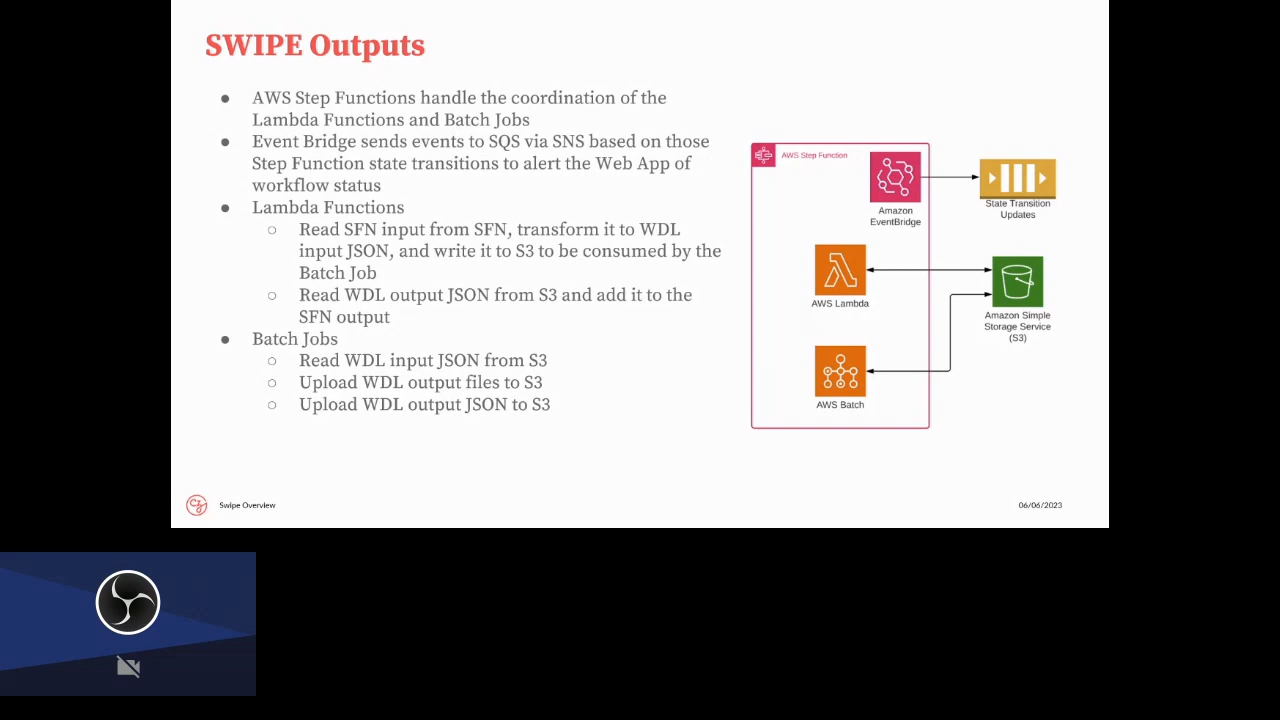 SWIPE Outputs
● AWS Step Functions handle the coordination of the
Lambda Functions and Batch Jobs
● Event Bridge sends events to SQS via SNS based on those
Step Function state transitions to alert the Web App of
workflow status
● Lambda Functions
○ Read SFN input from SFN, transform it to WDL
input JSON, and write it to S3 to be consumed by the
Batch Job
○ Read WDL output JSON from S3 and add it to the
SFN output
● Batch Jobs
○ Read WDL input JSON from S3
○ Upload WDL output files to S3
○ Upload WDL output JSON to S3
AWS Step Function
Amazon
EventBridge
State Transition
Updates
AWS Lambda
Amazon Simple
Storage Service
(S3)
AWS Batch
CZ
Swipe Overview
06/06/2023